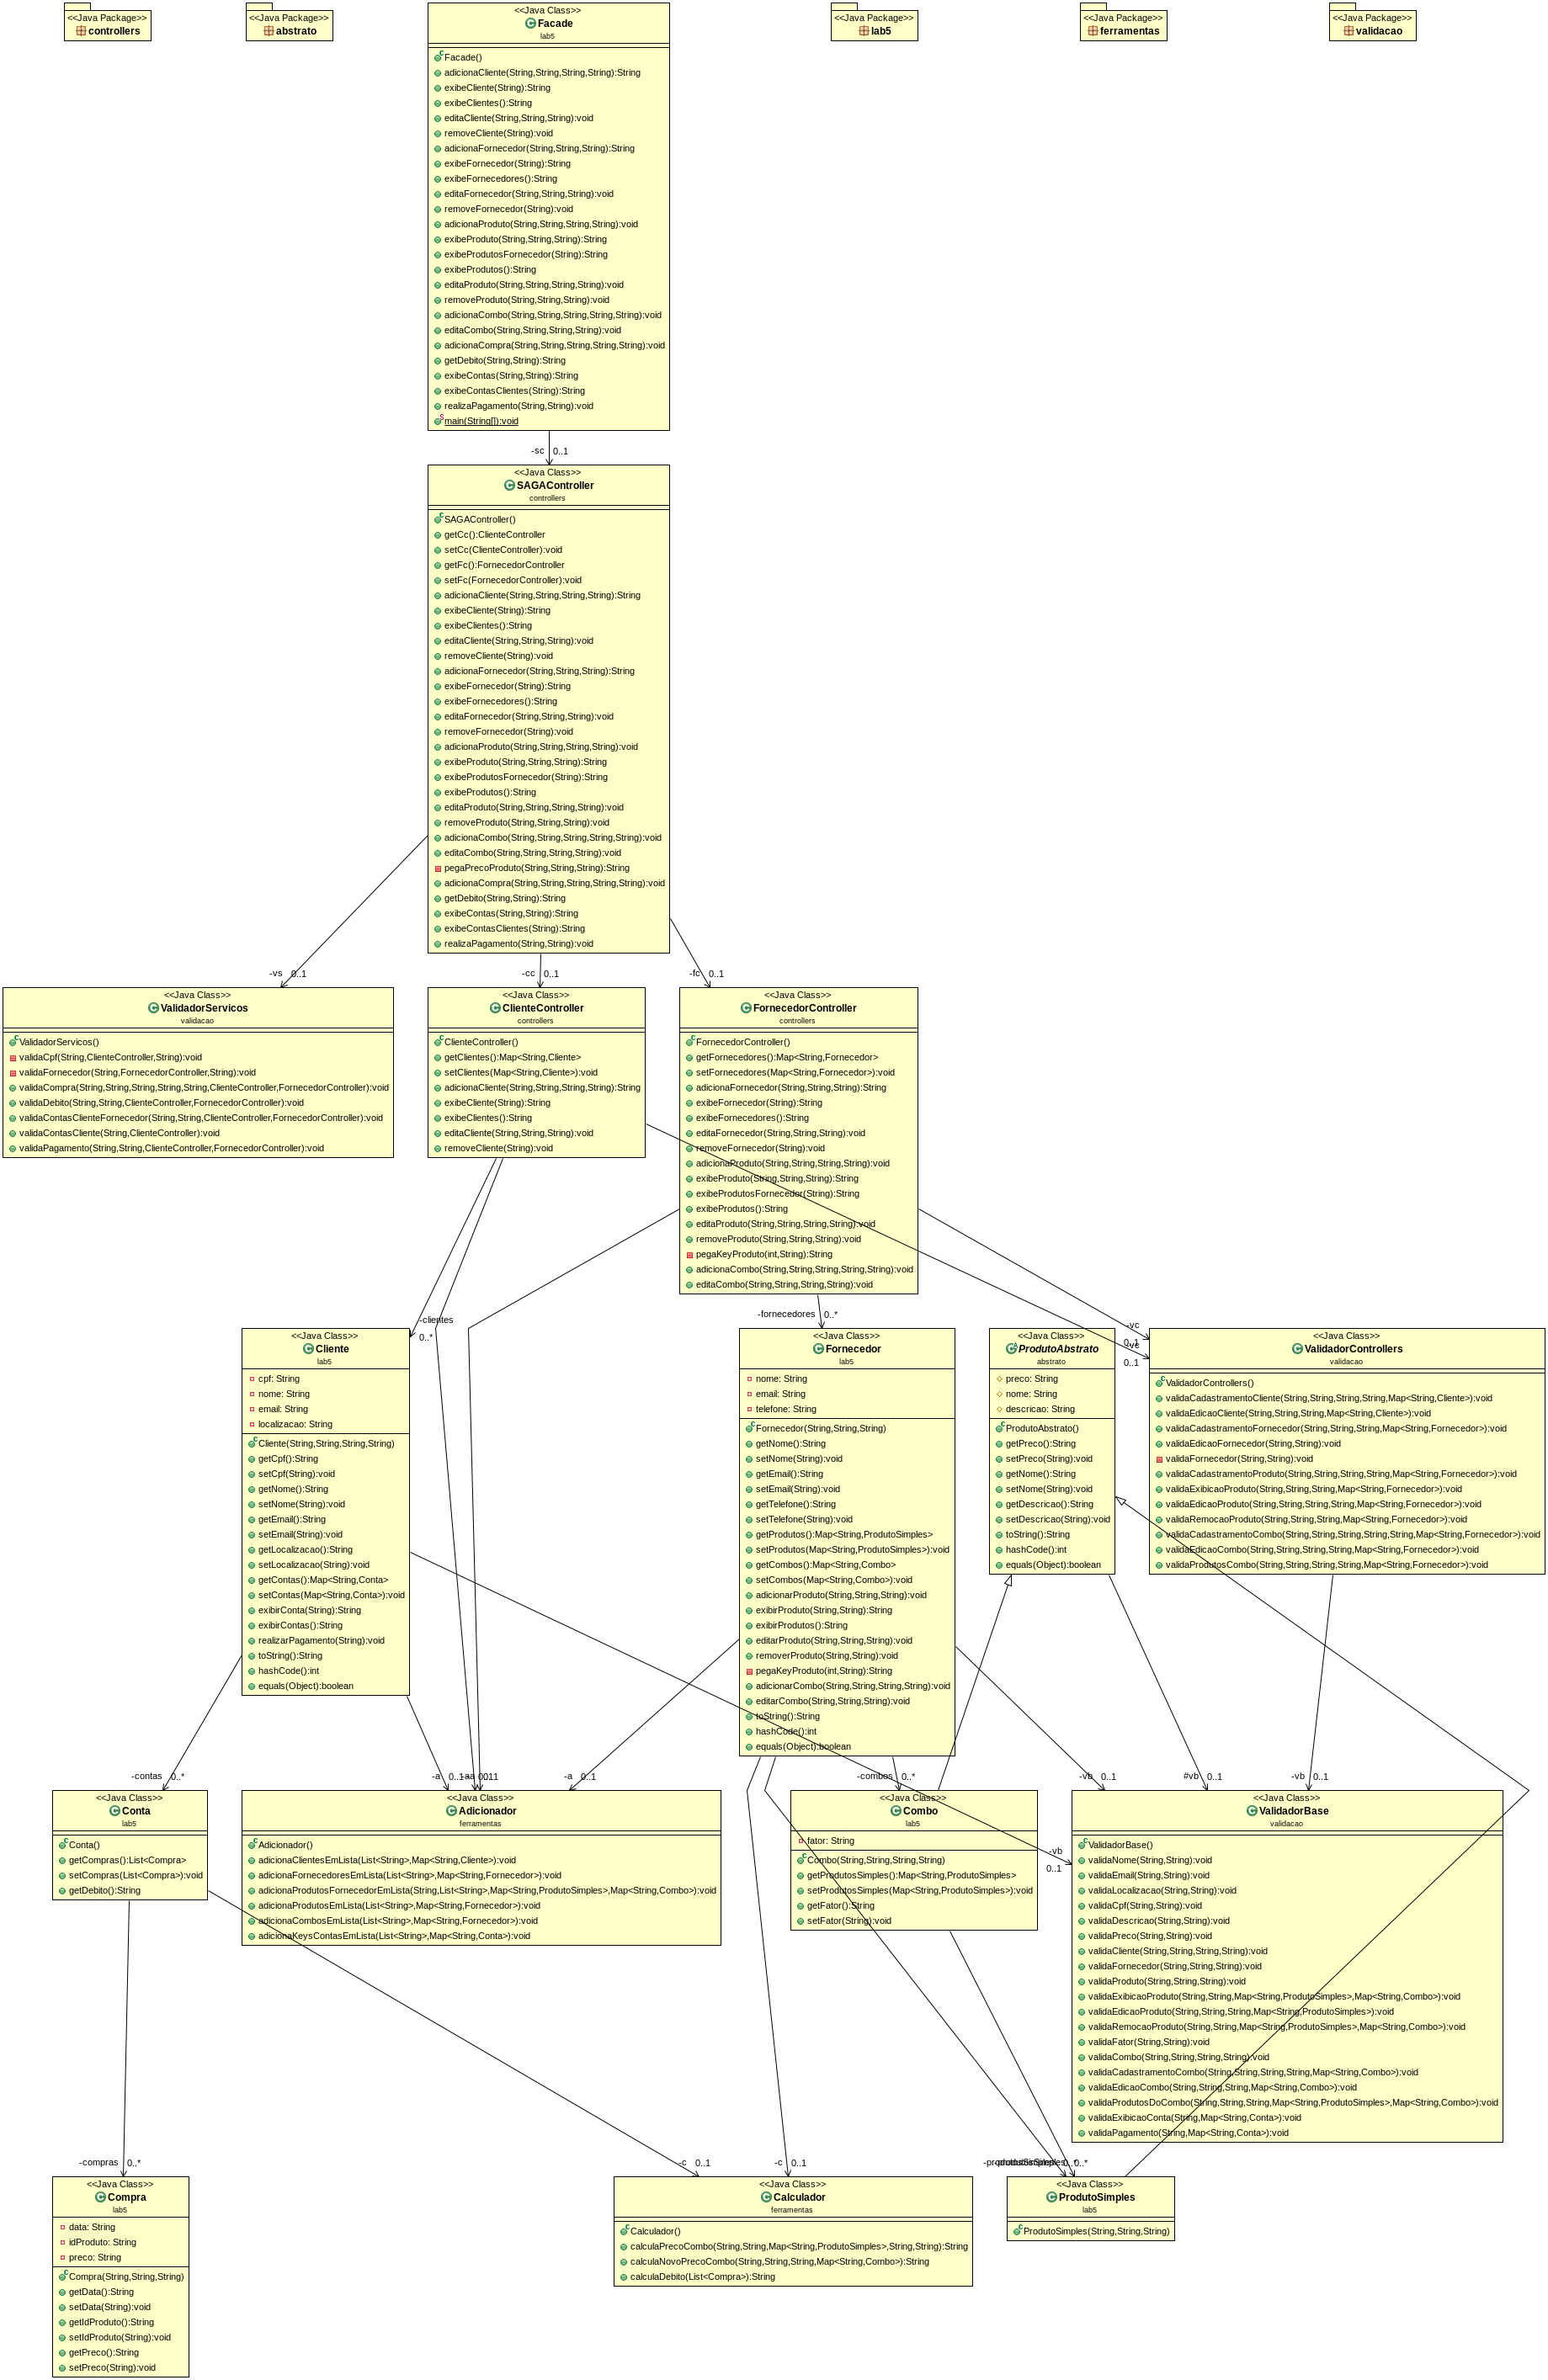 <<Java Package>>
controllers
<<Java Package>>
abstrato
<<Java Class>>
Facade
lab5
Facade()
adicionaCliente(String,String,String,String):String
exibeCliente(String):String
exibeClientes():String
editaCliente(String,String,String):void
removeCliente(String):void
adicionaFornecedor(String,String,String):String
exibeFornecedor(String):String
exibeFornecedores():String
editaFornecedor(String,String,String):void
removeFornecedor(String):void
adicionaProduto(String,String,String,String):void
exibeProduto(String,String,String):String
exibeProdutosFornecedor(String):String
exibeProdutos():String
editaProduto(String,String,String,String):void
removeProduto(String,String,String):void
adicionaCombo(String,String,String,String,String):void
editaCombo(String,String,String,String):void
adicionaCompra(String,String,String,String,String):void
getDebito(String,String):String
exibeContas(String,String):String
exibeContasClientes(String):String
realizaPagamento(String,String):void
main(String[]):void
<<Java Package>>
lab5
<<Java Package>>
ferramentas
<<Java Package>>
validacao
-sc 0..1
<<Java Class>>
SAGAController
controllers
SAGAController()
getCc():ClienteController
setCc(ClienteController):void
getFc():FornecedorController
setFc(FornecedorController):void
adicionaCliente(String,String,String,String):String
exibeCliente(String):String
exibeClientes():String
editaCliente(String,String,String):void
removeCliente(String):void
adicionaFornecedor(String,String,String):String
exibeFornecedor(String):String
exibeFornecedores():String
editaFornecedor(String,String,String):void
removeFornecedor(String):void
adicionaProduto(String,String,String,String):void
exibeProduto(String,String,String):String
exibeProdutosFornecedor(String):String
exibeProdutos():String
editaProduto(String,String,String,String):void
removeProduto(String,String,String):void
adicionaCombo(String,String,String,String,String):void
editaCombo(String,String,String,String):void
pegaPrecoProduto(String,String,String):String
adicionaCompra(String,String,String,String,String):void
getDebito(String,String):String
exibeContas(String,String):String
exibeContasClientes(String):String
realizaPagamento(String,String):void
-vs 0..1
-cc 0..1
-fc 0..1
<<Java Class>>
ValidadorServicos
validacao
ValidadorServicos()
validaCpf(String,ClienteController,String):void
validaFornecedor(String,FornecedorController,String):void
validaCompra(String,String,String,String,String,ClienteController,FornecedorController):void
validaDebito(String,String,ClienteController,FornecedorController):void
validaContasClienteFornecedor(String,String,ClienteController,FornecedorController):void
validaContasCliente(String,ClienteController):void
validaPagamento(String,String,ClienteController,FornecedorController):void
<<Java Class>>
ClienteController
controllers
ClienteController()
getClientes():Map<String,Cliente>
setClientes(Map<String,Cliente>):void
adicionaCliente(String,String,String,String):String
exibeCliente(String):String
exibeClientes():String
editaCliente(String,String,String):void
removeCliente(String):void
<<Java Class>>
FornecedorController
controllers
FornecedorController()
getFornecedores():Map<String,Fornecedor>
setFornecedores(Map<String,Fornecedor>):void
adicionaFornecedor(String,String,String):String
exibeFornecedor(String):String
exibeFornecedores():String
editaFornecedor(String,String,String):void
removeFornecedor(String):void
adicionaProduto(String,String,String,String):void
exibeProduto(String,String,String):String
exibeProdutosFornecedor(String):String
exibeProdutos():String
editaProduto(String,String,String,String):void
removeProduto(String,String,String):void
pegaKeyProduto(int,String):String
adicionaCombo(String,String,String,String,String):void
editaCombo(String,String,String,String):void
-clientes
0..*
-fornecedores 0..*
-vc
0..1
-vc
0..1
<<Java Class>>
Cliente
lab5
cpf: String
nome: String
email: String
localizacao: String
Cliente(String,String,String,String)
getCpf():String
setCpf(String):void
getNome():String
setNome(String):void
getEmail():String
setEmail(String):void
getLocalizacao():String
setLocalizacao(String):void
getContas():Map<String,Conta>
setContas(Map<String,Conta>):void
exibirConta(String):String
exibirContas():String
realizarPagamento(String):void
toString():String
hashCode():int
equals(Object):boolean
<<Java Class>>
Fornecedor
lab5
nome: String
email: String
telefone: String
Fornecedor(String,String,String)
getNome():String
setNome(String):void
getEmail():String
setEmail(String):void
getTelefone():String
setTelefone(String):void
getProdutos():Map<String,ProdutoSimples>
setProdutos(Map<String,ProdutoSimples>):void
getCombos():Map<String,Combo>
setCombos(Map<String,Combo>):void
adicionarProduto(String,String,String):void
exibirProduto(String,String):String
exibirProdutos():String
editarProduto(String,String,String):void
removerProduto(String,String):void
pegaKeyProduto(int,String):String
adicionarCombo(String,String,String,String):void
editarCombo(String,String,String):void
toString():String
hashCode():int
equals(Object):boolean
<<Java Class>>
ProdutoAbstrato
abstrato
preco: String
nome: String
descricao: String
ProdutoAbstrato()
getPreco():String
setPreco(String):void
getNome():String
setNome(String):void
getDescricao():String
setDescricao(String):void
toString():String
hashCode():int
equals(Object):boolean
<<Java Class>>
ValidadorControllers
validacao
ValidadorControllers()
validaCadastramentoCliente(String,String,String,String,Map<String,Cliente>):void
validaEdicaoCliente(String,String,String,Map<String,Cliente>):void
validaCadastramentoFornecedor(String,String,String,Map<String,Fornecedor>):void
validaEdicaoFornecedor(String,String):void
validaFornecedor(String,String):void
validaCadastramentoProduto(String,String,String,String,Map<String,Fornecedor>):void
validaExibicaoProduto(String,String,String,Map<String,Fornecedor>):void
validaEdicaoProduto(String,String,String,String,Map<String,Fornecedor>):void
validaRemocaoProduto(String,String,String,Map<String,Fornecedor>):void
validaCadastramentoCombo(String,String,String,String,String,Map<String,Fornecedor>):void
validaEdicaoCombo(String,String,String,String,Map<String,Fornecedor>):void
validaProdutosCombo(String,String,String,String,Map<String,Fornecedor>):void
-contas 0..*
-a 0..1
-a 0..1
-combos 0..*
-vb 0..1
#vb 0..1
-vb 0..1
<<Java Class>>
Conta
lab5
Conta()
getCompras():List<Compra>
setCompras(List<Compra>):void
getDebito():String
<<Java Class>>
Adicionador
ferramentas
Adicionador()
adicionaClientesEmLista(List<String>,Map<String,Cliente>):void
adicionaFornecedoresEmLista(List<String>,Map<String,Fornecedor>):void
adicionaProdutosFornecedorEmLista(String,List<String>,Map<String,ProdutoSimples>,Map<String,Combo>):void
adicionaProdutosEmLista(List<String>,Map<String,Fornecedor>):void
adicionaCombosEmLista(List<String>,Map<String,Fornecedor>):void
adicionaKeysContasEmLista(List<String>,Map<String,Conta>):void
<<Java Class>>
Combo
lab5
fator: String
Combo(String,String,String,String)
getProdutosSimples():Map<String,ProdutoSimples>
setProdutosSimples(Map<String,ProdutoSimples>):void
getFator():String
setFator(String):void
-vb
0..1
<<Java Class>>
ValidadorBase
validacao
ValidadorBase()
validaNome(String,String):void
validaEmail(String,String):void
validaLocalizacao(String,String):void
validaCpf(String,String):void
validaDescricao(String,String):void
validaPreco(String,String):void
validaCliente(String,String,String,String):void
validaFornecedor(String,String,String):void
validaProduto(String,String,String):void
validaExibicaoProduto(String,String,Map<String,ProdutoSimples>,Map<String,Combo>):void
validaEdicaoProduto(String,String,String,Map<String,ProdutoSimples>):void
validaRemocaoProduto(String,String,Map<String,ProdutoSimples>,Map<String,Combo>):void
validaFator(String,String):void
validaCombo(String,String,String,String):void
validaCadastramentoCombo(String,String,String,String,Map<String,Combo>):void
validaEdicaoCombo(String,String,String,Map<String,Combo>):void
validaProdutosDoCombo(String,String,String,Map<String,ProdutoSimples>,Map<String,Combo>):void
validaExibicaoConta(String,Map<String,Conta>):void
validaPagamento(String,Map<String,Conta>):void
-compras 0..*
-c 0..1
-c 0..1
0..*
<<Java Class>>
Compra
lab5
data: String
idProduto: String
preco: String
Compra(String,String,String)
getData():String
setData(String):void
getIdProduto():String
setIdProduto(String):void
getPreco():String
setPreco(String):void
<<Java Class>>
Calculador
ferramentas
Calculador()
calculaPrecoCombo(String,String,Map<String,ProdutoSimples>,String,String):String
calculaNovoPrecoCombo(String,String,String,Map<String,Combo>):String
calculaDebito(List<Compra>):String
<<Java Class>>
ProdutoSimples
lab5
ProdutoSimples(String,String,String)